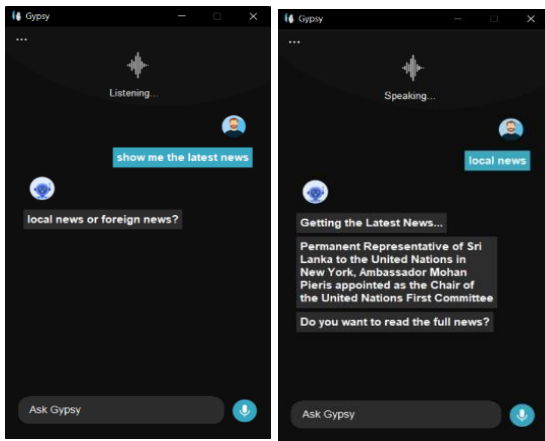 Gypsy
...
Listening...
show me the latest news
local news or foreign news?
Ask Gypsy
Gypsy
...
Speaking...
local news
Getting the Latest News...
Permanent Representative of Sri
Lanka to the United Nations in
New York, Ambassador Mohan
Pieris appointed as the Chair of
the United Nations First Committee
Do you want to read the full news?
Ask Gypsy